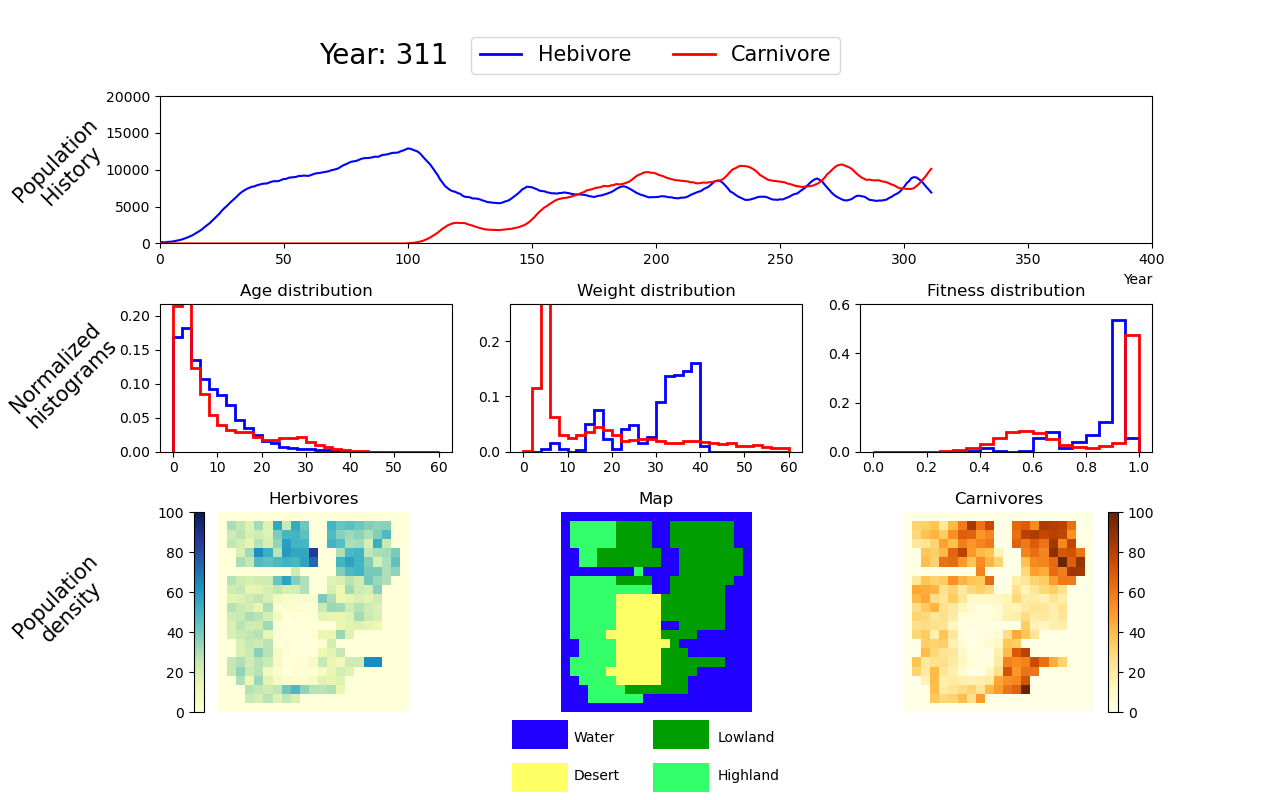 Year: 311
Hebivore
Carnivore
Population
History
20000
15000
10000
5000
0
0 50 100 150 200 250 300 350 400
Year
Normalized
histograms
Age distribution
0.20
0.15
0.10
0.05
0.00
0 10 20 30 40 50 60
Weight distribution
0.2
0.1
0.0
0 10 20 30 40 50 60
Fitness distribution
0.6
0.4
0.2
0.0
0.0 0.2 0.4 0.6 0.8 1.0
Population
density
Herbivores
100
80
60
40
20
0
Map
Carnivores
100
80
60
40
20
0
Water
Lowland
Desert
Highland